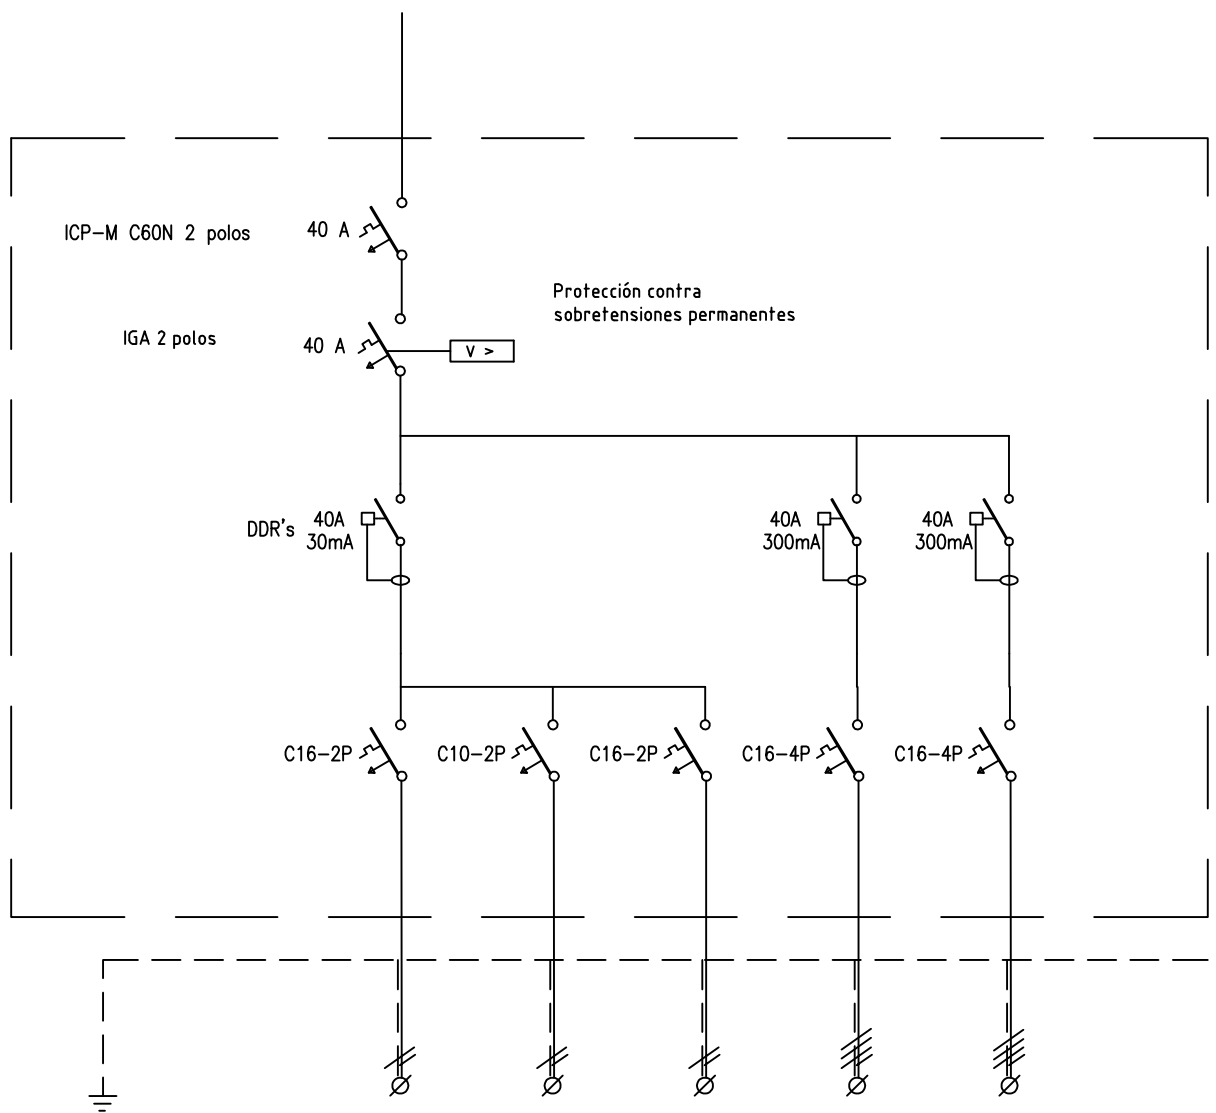 ICP-M C60N 2 polos
40 A
Protección contra
sobretensiones permanentes
IGA 2 polos
40 A
V >
DDR's
40A
30mA
40A
300mA
40A
300mA
C16-2P
C10-2P
C16-2P
C16-4P
C16-4P